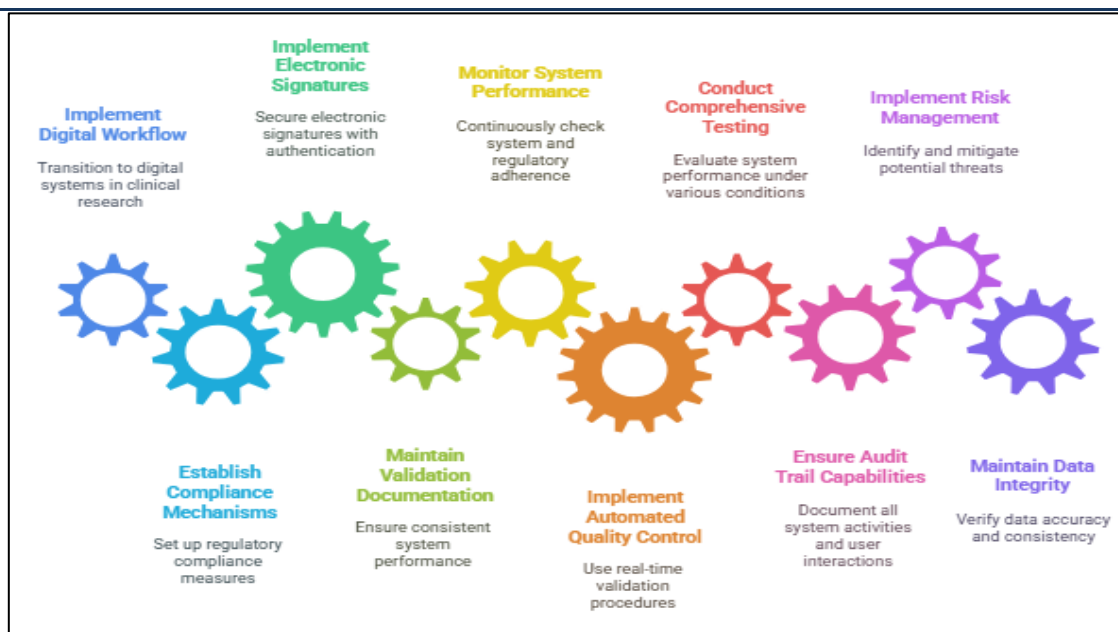 Implement
Digital Workflow
Transition to digital
systems in clinical
research
Establish
Compliance
Mechanisms
Set up regulatory
compliance
measures
Implement
Electronic
Signatures
Secure electronic
signatures with
authentication
Maintain
Validation
Documentation
Ensure consistent
system
performance
Monitor System
Performance
Continuously check
system and
regulatory
adherence
Implement
Automated
Quality Control
Use real-time
validation
procedures
Conduct
Comprehensive
Testing
Evaluate system
performance under
various conditions
Ensure Audit
Trail Capabilities
Document all
system activities
and user
interactions
Implement Risk
Management
Identify and mitigate
potential threats
Maintain Data
Integrity
Verify data accuracy
and consistency